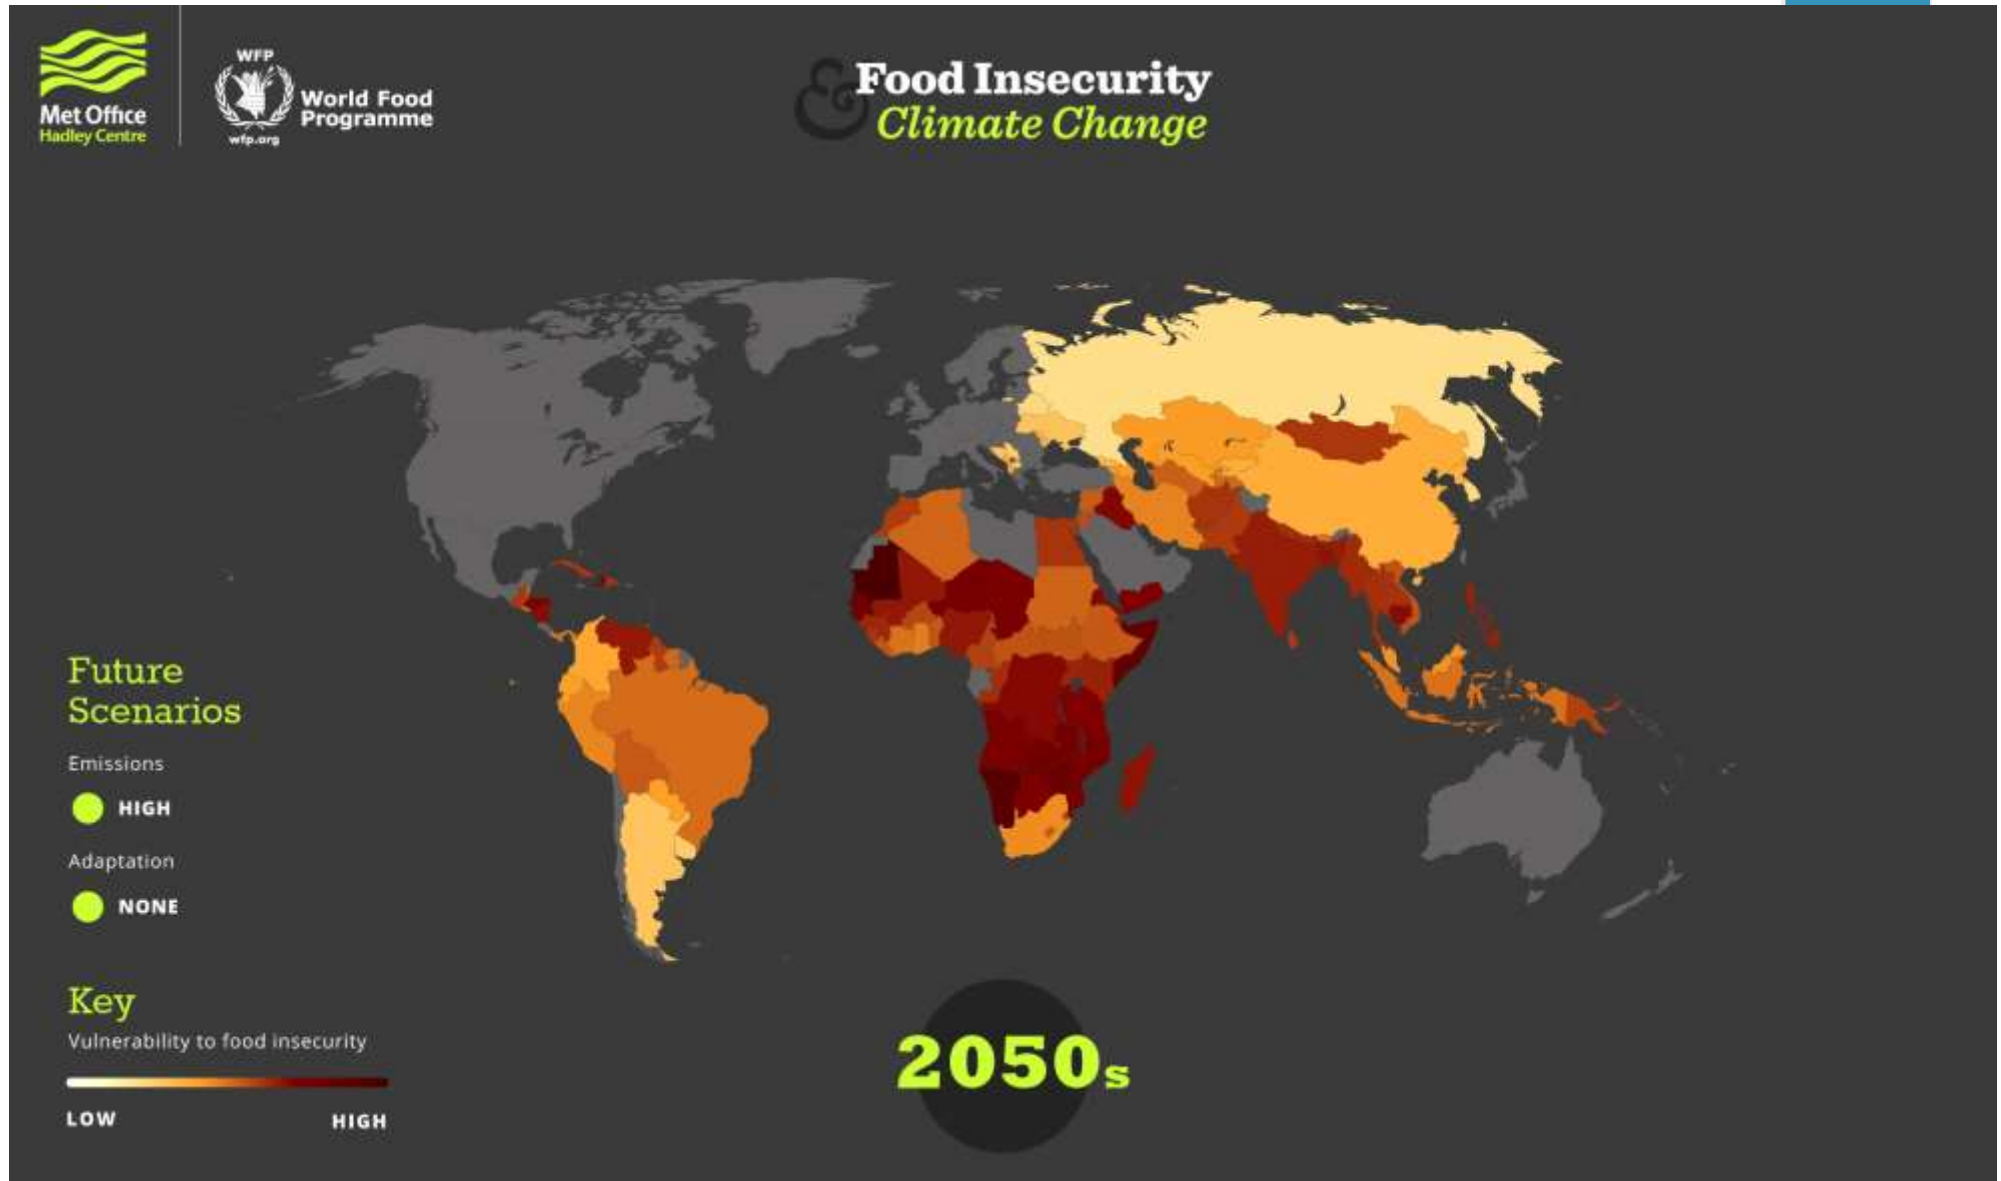 Met Office
Hadley Centre
WFP
wfp.org
World Food
Programme
& Food Insecurity
Climate Change
Future
Scenarios
Emissions
HIGH
Adaptation
NONE
Key
Vulnerability to food insecurity
LOW
HIGH
2050s